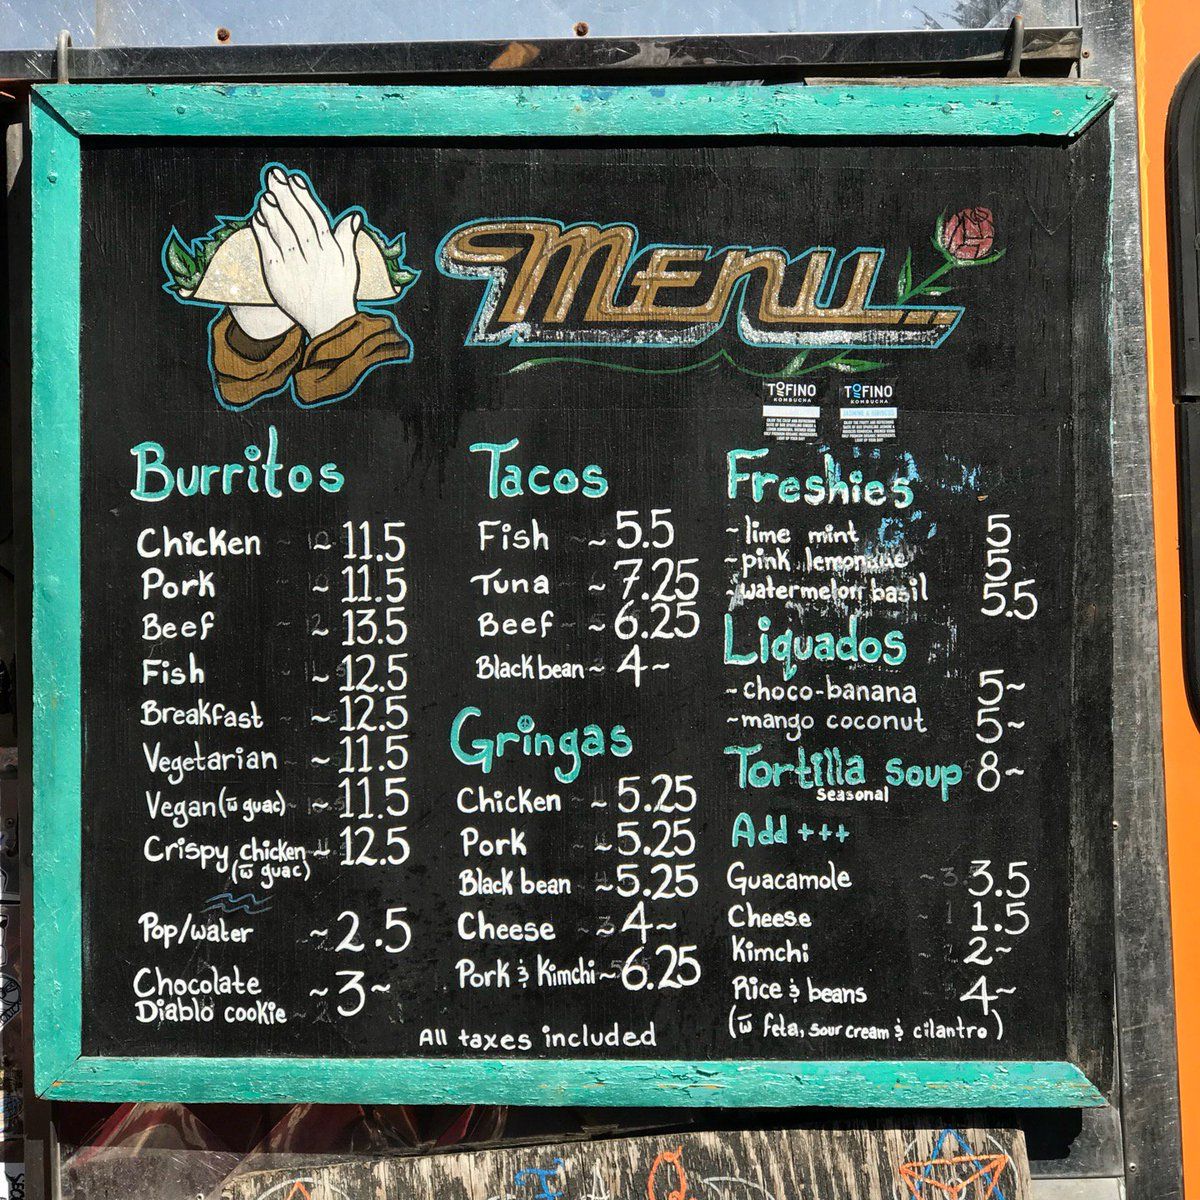 Menu...
TOFINO
KOMBUCHA
TOFINO
KOMBUCHA
JASMINE & HIBISCUS
Burritos
Chicken ~ 11.5
Pork ~ 11.5
Beef ~ 13.5
Fish ~ 12.5
Breakfast ~ 12.5
Vegetarian ~ 11.5
Vegan (w̅ guac) ~ 11.5
Crispy chicken ~ 12.5
(w̅ guac)
Pop/water ~ 2.5
Chocolate
Diablo cookie ~ 3 ~
Tacos
Fish ~ 5.5
Tuna ~ 7.25
Beef ~ 6.25
Black bean ~ 4 ~
Gringas
Chicken ~ 5.25
Pork ~ 5.25
Black bean ~ 5.25
Cheese ~ 4 ~
Pork & Kimchi ~ 6.25
Freshies
~ lime mint 5
~ pink lemonade 5
~ watermelon basil 5.5
Liquados
~ choco-banana 5 ~
~ mango coconut 5 ~
Tortilla soup 8 ~
seasonal
Add +++
Guacamole 3.5
Cheese 1.5
Kimchi 2 ~
Rice & beans 4 ~
(w̅ feta, sour cream & cilantro)
All taxes included